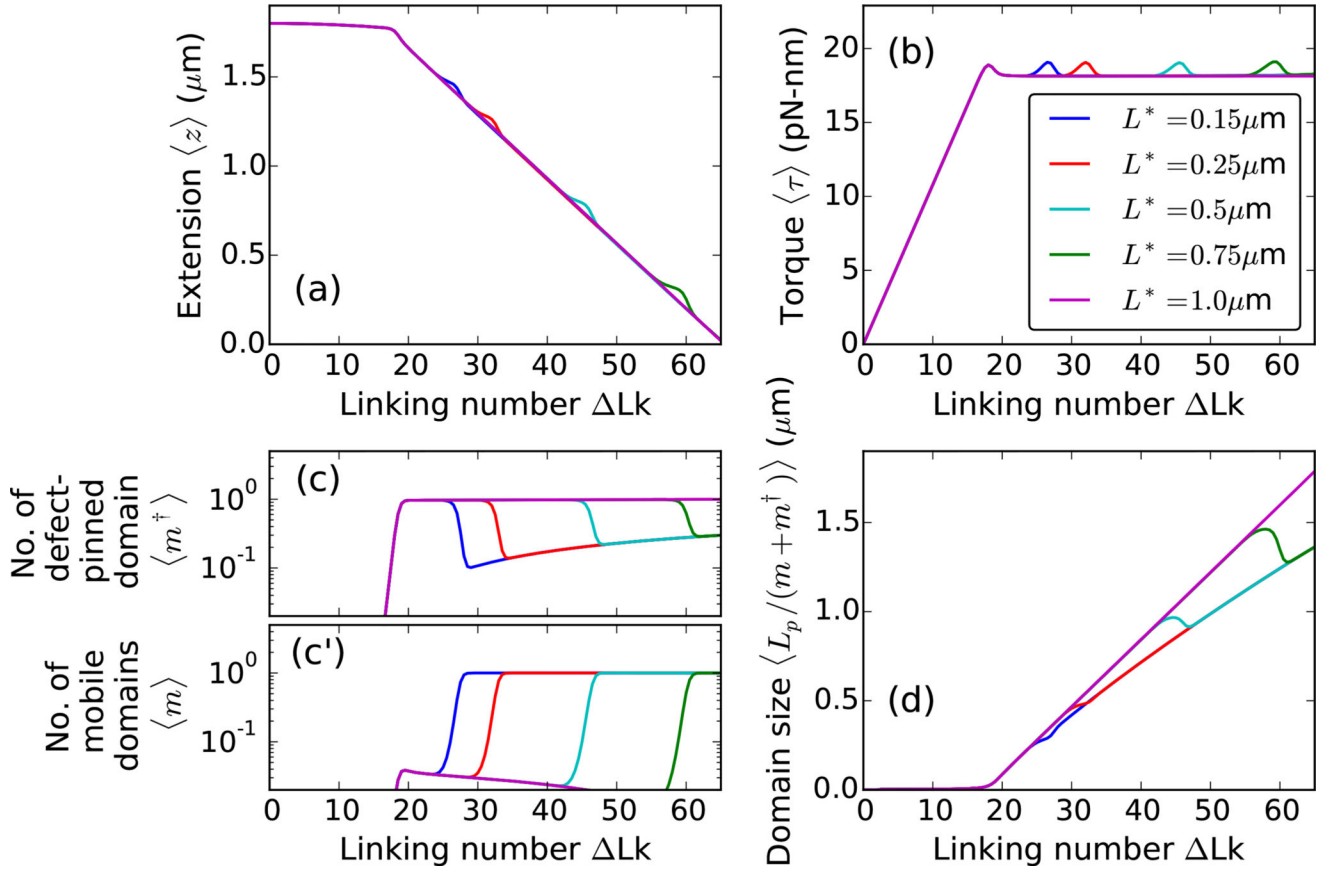 Extension ⟨z⟩ (μm)
1.5
1.0
0.5
0.0
(a)
0 10 20 30 40 50 60
Linking number ΔLk
Torque ⟨τ⟩ (pN-nm)
20
15
10
5
0
(b)
L* =0.15μm
L* =0.25μm
L* =0.5μm
L* =0.75μm
L* =1.0μm
0 10 20 30 40 50 60
Linking number ΔLk
No. of
defect-
pinned
domain
⟨m†⟩
10⁰
10⁻¹
(c)
No. of
mobile
domains
⟨m⟩
10⁰
10⁻¹
(c')
0 10 20 30 40 50 60
Linking number ΔLk
Domain size ⟨Lₚ/(m+m†)⟩ (μm)
1.5
1.0
0.5
0.0
(d)
0 10 20 30 40 50 60
Linking number ΔLk